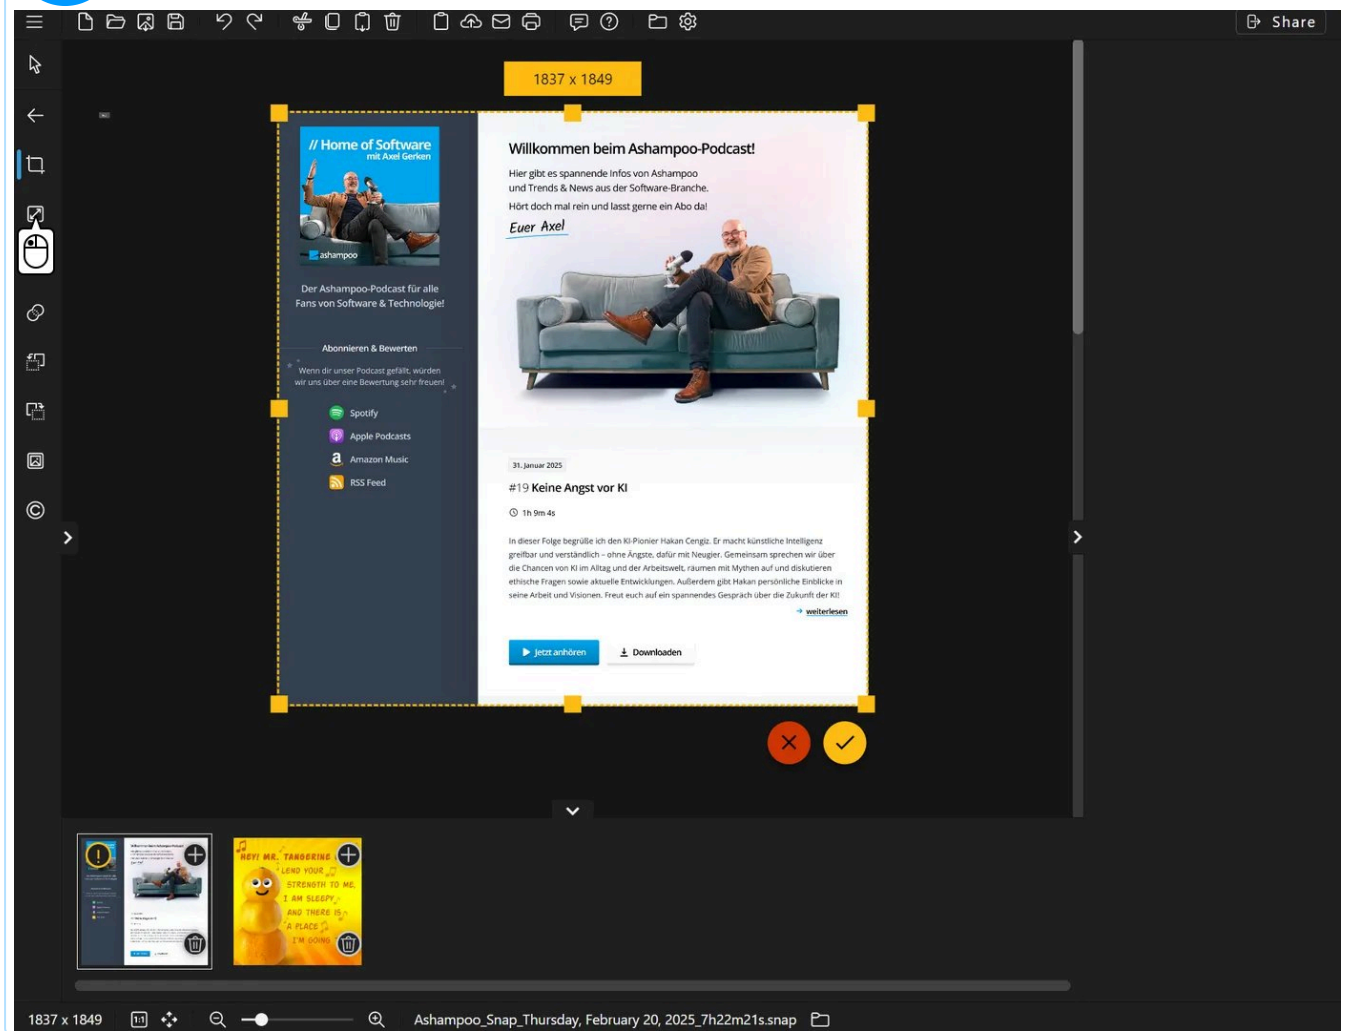 Share
1837 x 1849
// Home of Software
mit Axel Gerken
ashampoo
Der Ashampoo-Podcast für alle
Fans von Software & Technologie!
Abonnieren & Bewerten
Wenn dir unser Podcast gefällt, würden
wir uns über eine Bewertung sehr freuen!
Spotify
Apple Podcasts
Amazon Music
RSS Feed
Willkommen beim Ashampoo-Podcast!
Hier gibt es spannende Infos von Ashampoo
und Trends & News aus der Software-Branche.
Hört doch mal rein und lasst gerne ein Abo da!
Euer Axel
31. Januar 2025
#19 Keine Angst vor KI
1h 9m 4s
In dieser Folge begrüße ich den KI-Pionier Hakan Cengiz. Er macht künstliche Intelligenz
greifbar und verständlich – ohne Ängste, dafür mit Neugier. Gemeinsam sprechen wir über
die Chancen von KI im Alltag und der Arbeitswelt, räumen mit Mythen auf und diskutieren
ethische Fragen sowie aktuelle Entwicklungen. Außerdem gibt Hakan persönliche Einblicke in
seine Arbeit und Visionen. Freut euch auf ein spannendes Gespräch über die Zukunft der KI!
→ weiterlesen
Jetzt anhören
Downloaden
HEY! MR. TANGERINE
LEND YOUR
STRENGTH TO ME,
I AM SLEEPY
AND THERE IS
A PLACE
I'M GOING
1837 x 1849
1:1
Ashampoo_Snap_Thursday, February 20, 2025_7h22m21s.snap